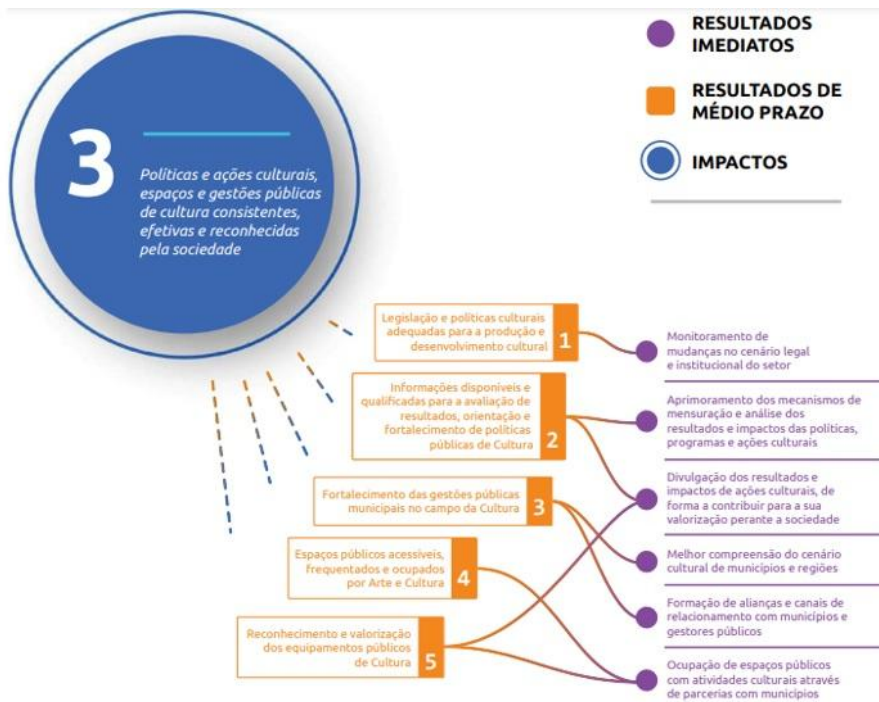 3
Políticas e ações culturais,
espaços e gestões públicas
de cultura consistentes,
efetivas e reconhecidas
pela sociedade
RESULTADOS
IMEDIATOS
RESULTADOS DE
MÉDIO PRAZO
IMPACTOS
Legislação e políticas culturais
adequadas para a produção e
desenvolvimento cultural
1
Informações disponíveis e
qualificadas para a avaliação de
resultados, orientação e
fortalecimento de políticas
públicas de Cultura
2
Fortalecimento das gestões públicas
municipais no campo da Cultura
3
Espaços públicos acessíveis,
frequentados e ocupados
por Arte e Cultura
4
Reconhecimento e valorização
dos equipamentos públicos
de Cultura
5
Monitoramento de
mudanças no cenário legal
e institucional do setor
Aprimoramento dos mecanismos de
mensuração e análise dos
resultados e impactos das políticas,
programas e ações culturais
Divulgação dos resultados e
impactos de ações culturais, de
forma a contribuir para a sua
valorização perante a sociedade
Melhor compreensão do cenário
cultural de municípios e regiões
Formação de alianças e canais de
relacionamento com municípios e
gestores públicos
Ocupação de espaços públicos
com atividades culturais através
de parcerias com municípios